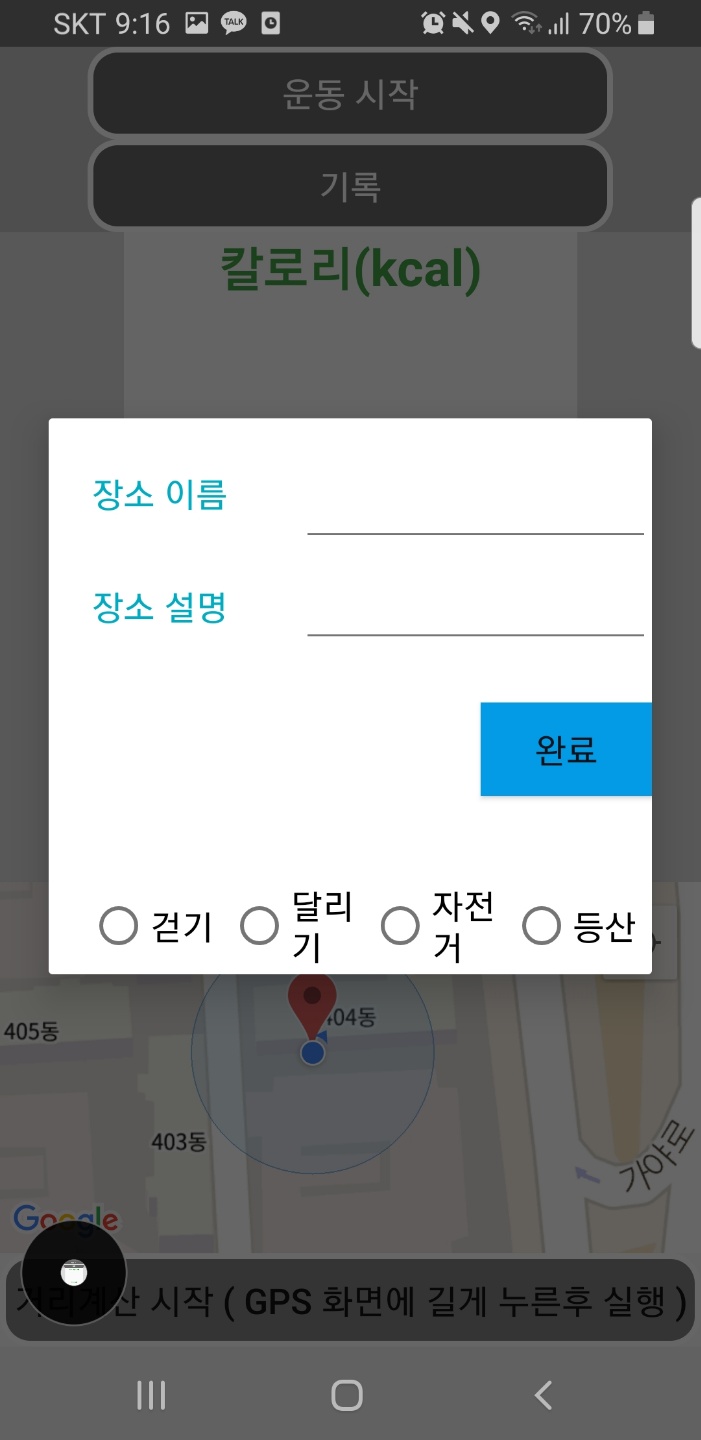 SKT 9:16 TALK 70%
운동 시작
기록
칼로리(kcal)
장소 이름
장소 설명
완료
걷기
달리
기
자전
거
등산
404동
405동
403동
가야로
Google
거리계산 시작 ( GPS 화면에 길게 누른후 실행 )